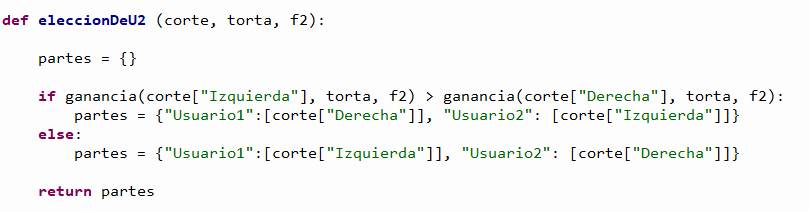 def eleccionDeU2 (corte, torta, f2):
    partes = {}
    if ganancia(corte["Izquierda"], torta, f2) > ganancia(corte["Derecha"], torta, f2):
        partes = {"Usuario1":[corte["Derecha"]], "Usuario2": [corte["Izquierda"]]}
    else:
        partes = {"Usuario1":[corte["Izquierda"]], "Usuario2": [corte["Derecha"]]}
    return partes